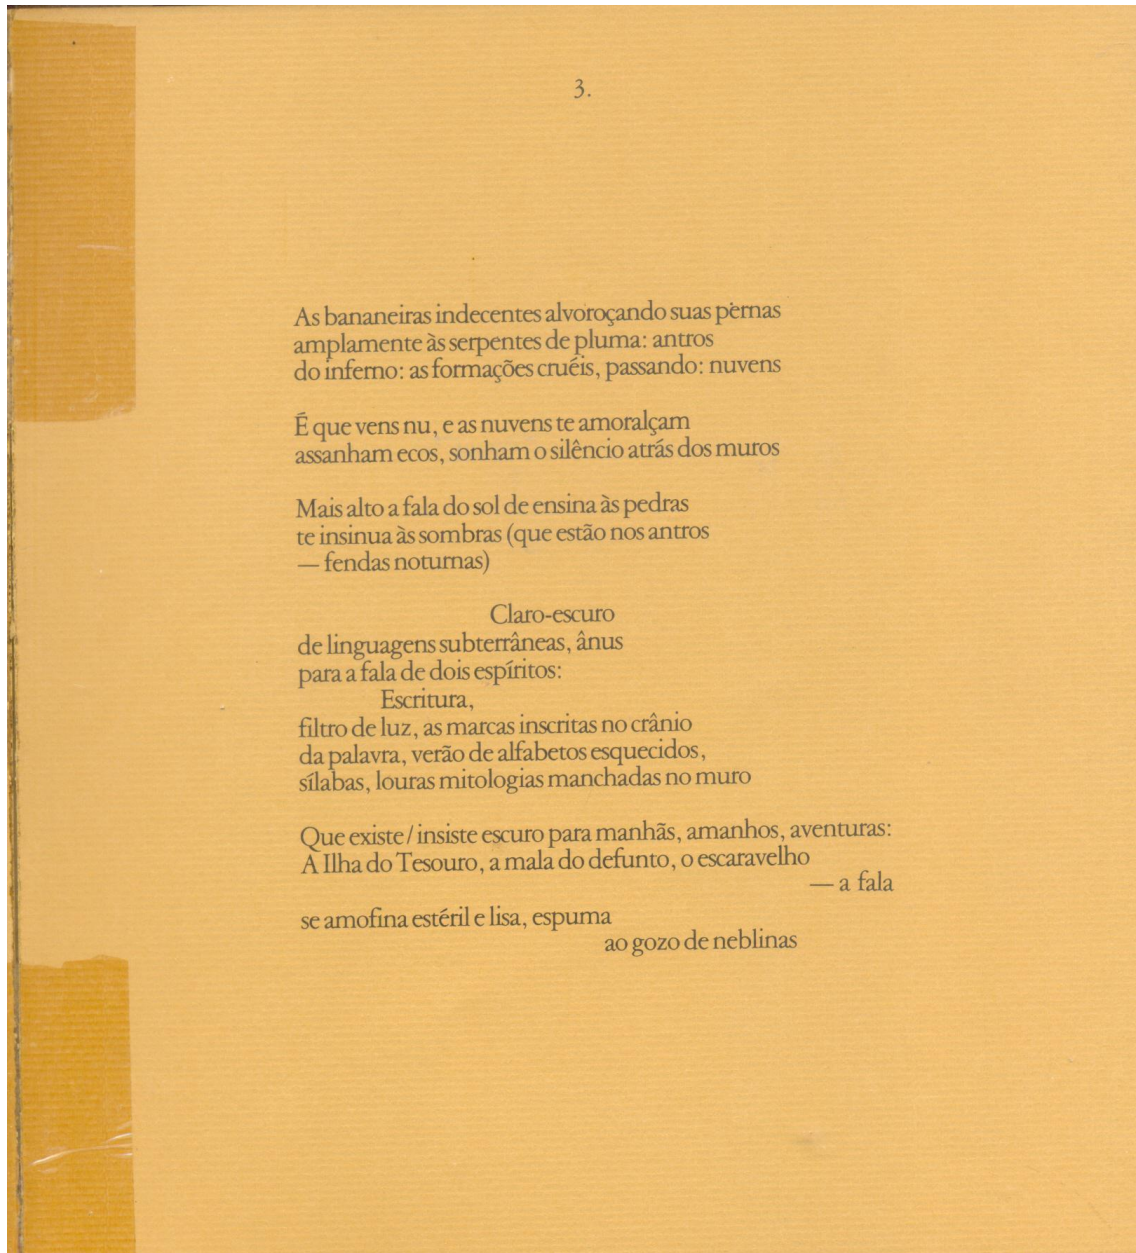 3.
As bananeiras indecentes alvoroçando suas pernas
amplamente às serpentes de pluma: antros
do inferno: as formações cruéis, passando: nuvens
É que vens nu, e as nuvens te amoralçam
assanham ecos, sonham o silêncio atrás dos muros
Mais alto a fala do sol de ensina às pedras
te insinua às sombras (que estão nos antros
— fendas noturnas)
Claro-escuro
de linguagens subterrâneas, ânus
para a fala de dois espíritos:
Escritura,
filtro de luz, as marcas inscritas no crânio
da palavra, verão de alfabetos esquecidos,
sílabas, louras mitologias manchadas no muro
Que existe/insiste escuro para manhãs, amanhos, aventuras:
A Ilha do Tesouro, a mala do defunto, o escaravelho
— a fala
se amofina estéril e lisa, espuma
ao gozo de neblinas